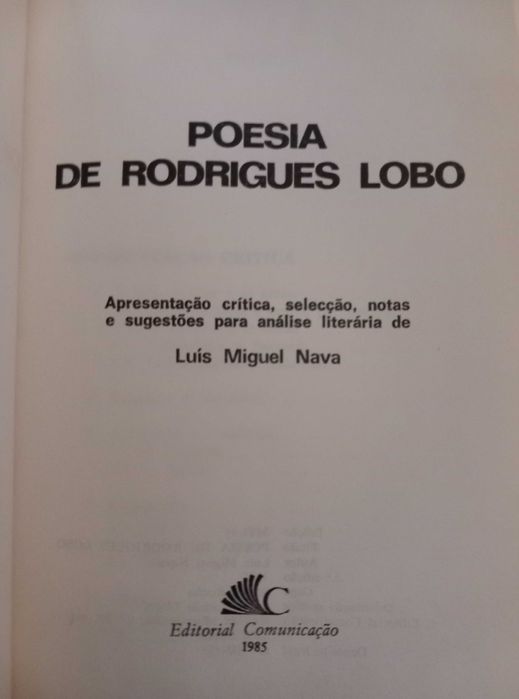 POESIA
DE RODRIGUES LOBO
Apresentação crítica, selecção, notas
e sugestões para análise literária de
Luís Miguel Nava
C
Editorial Comunicação
1985